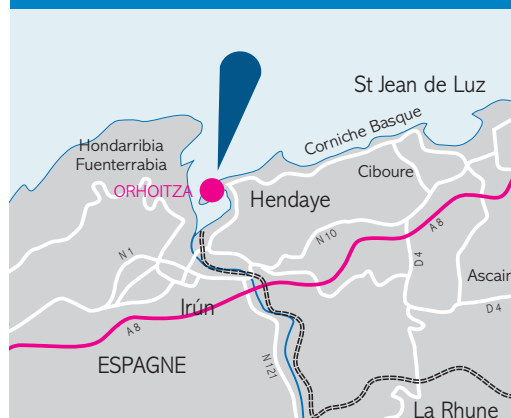 St Jean de Luz
Corniche Basque
Hondarribia
Fuenterrabia
Ciboure
ORHOITZA
Hendaye
N 10
A 8
N 1
D 4
Ascain
D 4
Irún
A 8
ESPAGNE
N 121
La Rhune